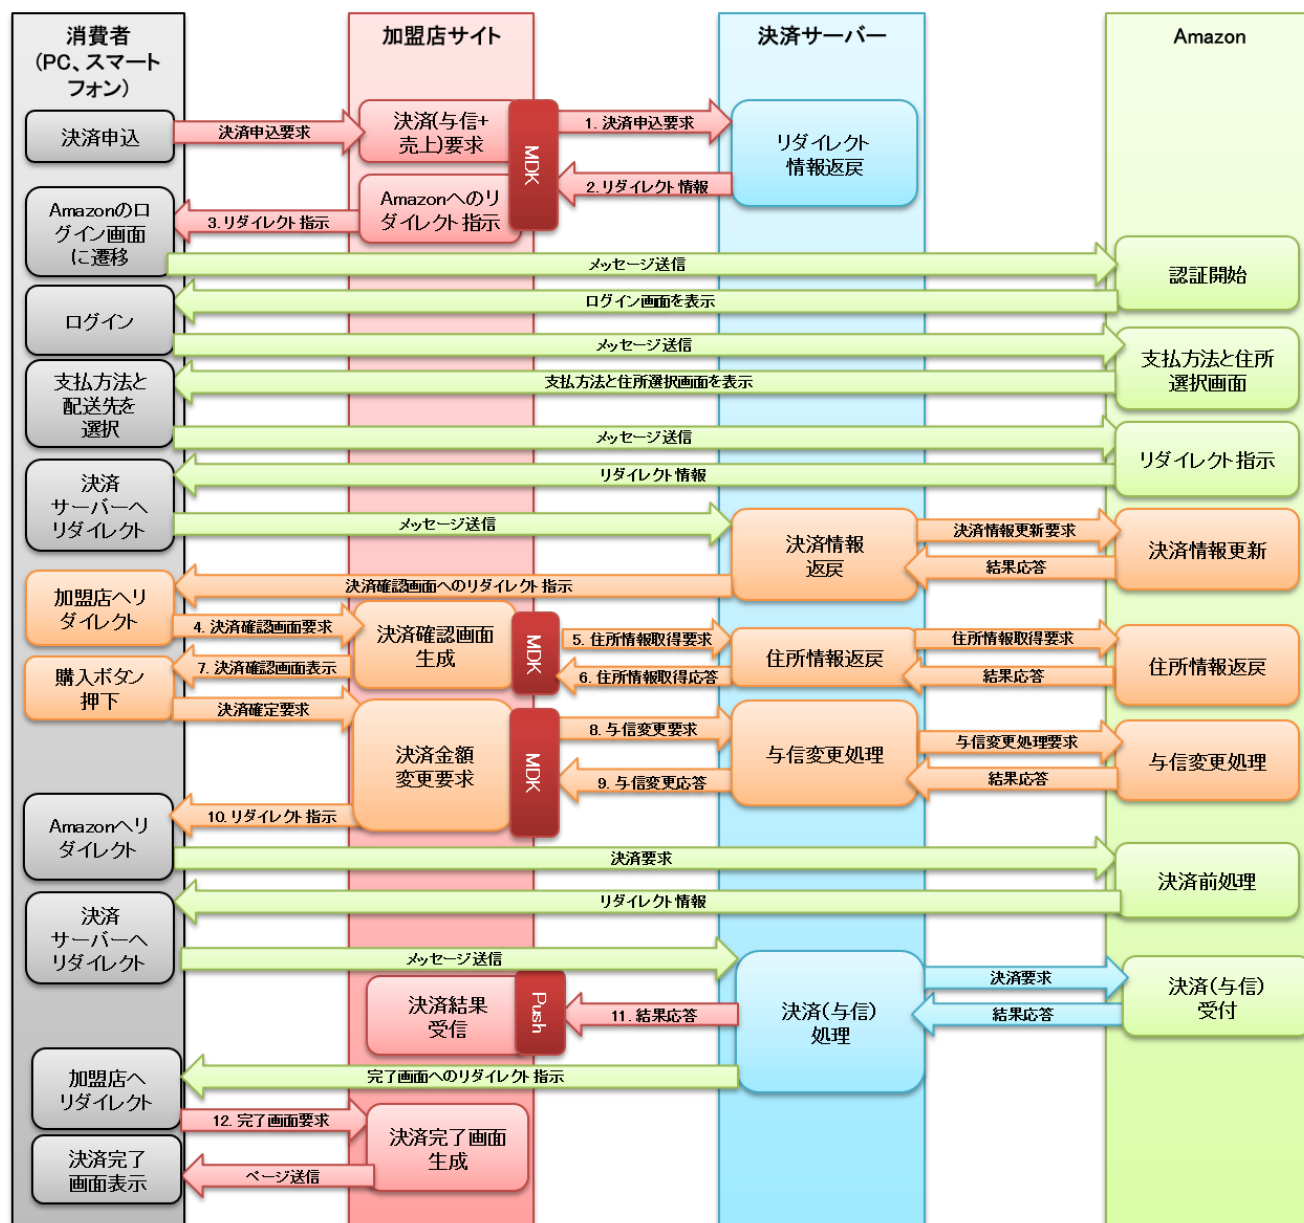 消費者
(PC、スマート
フォン)
加盟店サイト
決済サーバー
Amazon
決済申込
決済申込要求
決済(与信+
売上)要求
MDK
1. 決済申込要求
リダイレクト
情報返戻
2. リダイレクト情報
Amazonへのリ
ダイレクト指示
3. リダイレクト指示
Amazonのロ
グイン画面
に遷移
メッセージ送信
認証開始
ログイン画面を表示
ログイン
メッセージ送信
支払方法と住所
選択画面
支払方法と住所選択画面を表示
支払方法と
配送先を
選択
メッセージ送信
リダイレクト指示
リダイレクト情報
決済
サーバーへ
リダイレクト
メッセージ送信
決済情報
返戻
決済情報更新要求
決済情報更新
結果応答
決済確認画面へのリダイレクト指示
加盟店へリ
ダイレクト
4. 決済確認画面要求
決済確認画面
生成
MDK
5. 住所情報取得要求
住所情報返戻
住所情報取得要求
住所情報返戻
結果応答
6. 住所情報取得応答
7. 決済確認画面表示
購入ボタン
押下
決済確定要求
決済金額
変更要求
MDK
8. 与信変更要求
与信変更処理
与信変更処理要求
与信変更処理
結果応答
9. 与信変更応答
10. リダイレクト指示
Amazonへリ
ダイレクト
決済要求
決済前処理
リダイレクト情報
決済
サーバーへ
リダイレクト
メッセージ送信
決済(与信)
処理
決済要求
決済(与信)
受付
結果応答
11. 結果応答
Push
決済結果
受信
完了画面へのリダイレクト指示
加盟店へ
リダイレクト
12. 完了画面要求
決済完了画面
生成
ページ送信
決済完了
画面表示